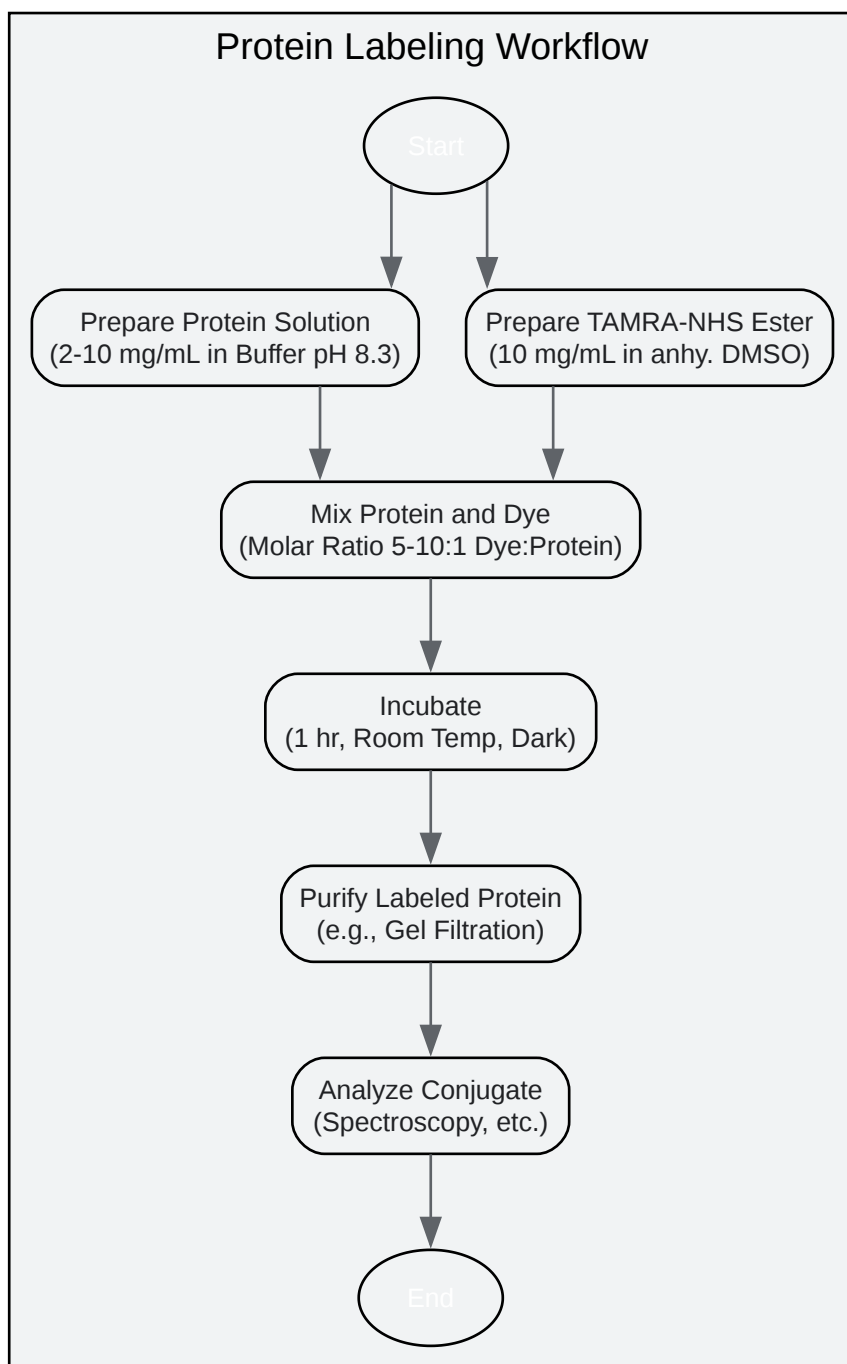 Protein Labeling Workflow
Start
Prepare Protein Solution
(2-10 mg/mL in Buffer pH 8.3)
Prepare TAMRA-NHS Ester
(10 mg/mL in anhy. DMSO)
Mix Protein and Dye
(Molar Ratio 5-10:1 Dye:Protein)
Incubate
(1 hr, Room Temp, Dark)
Purify Labeled Protein
(e.g., Gel Filtration)
Analyze Conjugate
(Spectroscopy, etc.)
End